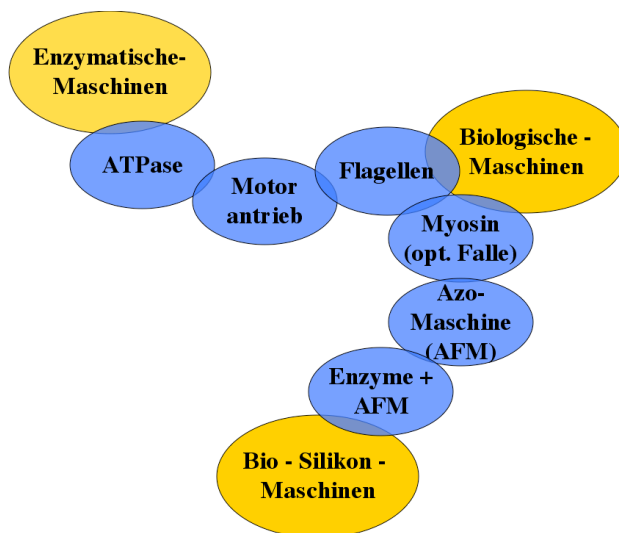 Enzymatische-
Maschinen
ATPase
Motor
antrieb
Flagellen
Biologische -
Maschinen
Myosin
(opt. Falle)
Azo-
Maschine
(AFM)
Enzyme +
AFM
Bio - Silikon -
Maschinen